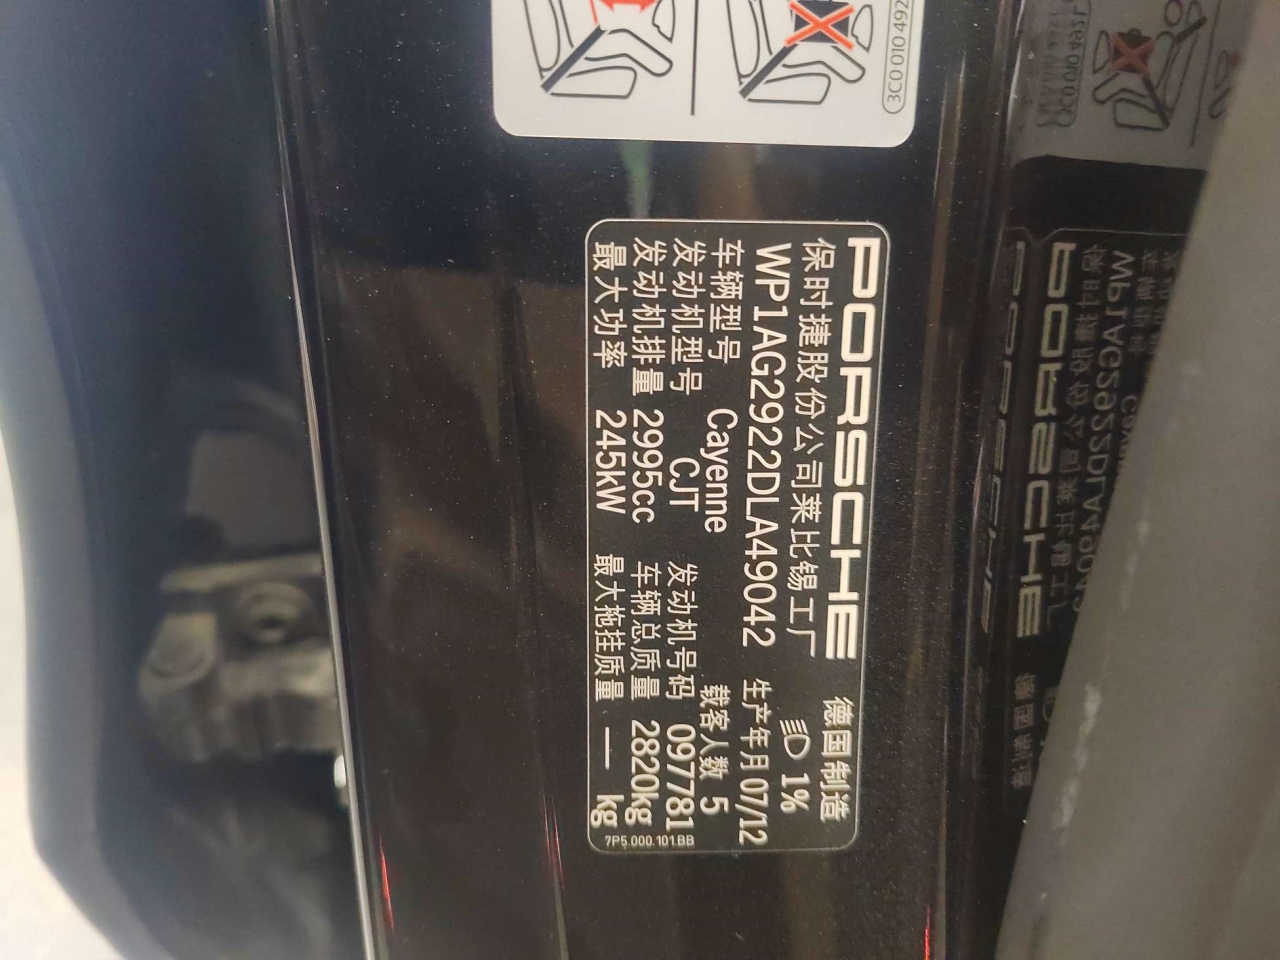 3C0 010 492
PORSCHE 德国制造
保时捷股份公司莱比锡工厂 1%
WP1AG2922DLA49042 生产年月 07/12
车辆型号 Cayenne 载客人数 5
发动机型号 CJT 发动机号码 097781
发动机排量 2995cc 车辆总质量 2820kg
最大功率 245kW 最大拖挂质量 — kg
7P5.000.101.BB